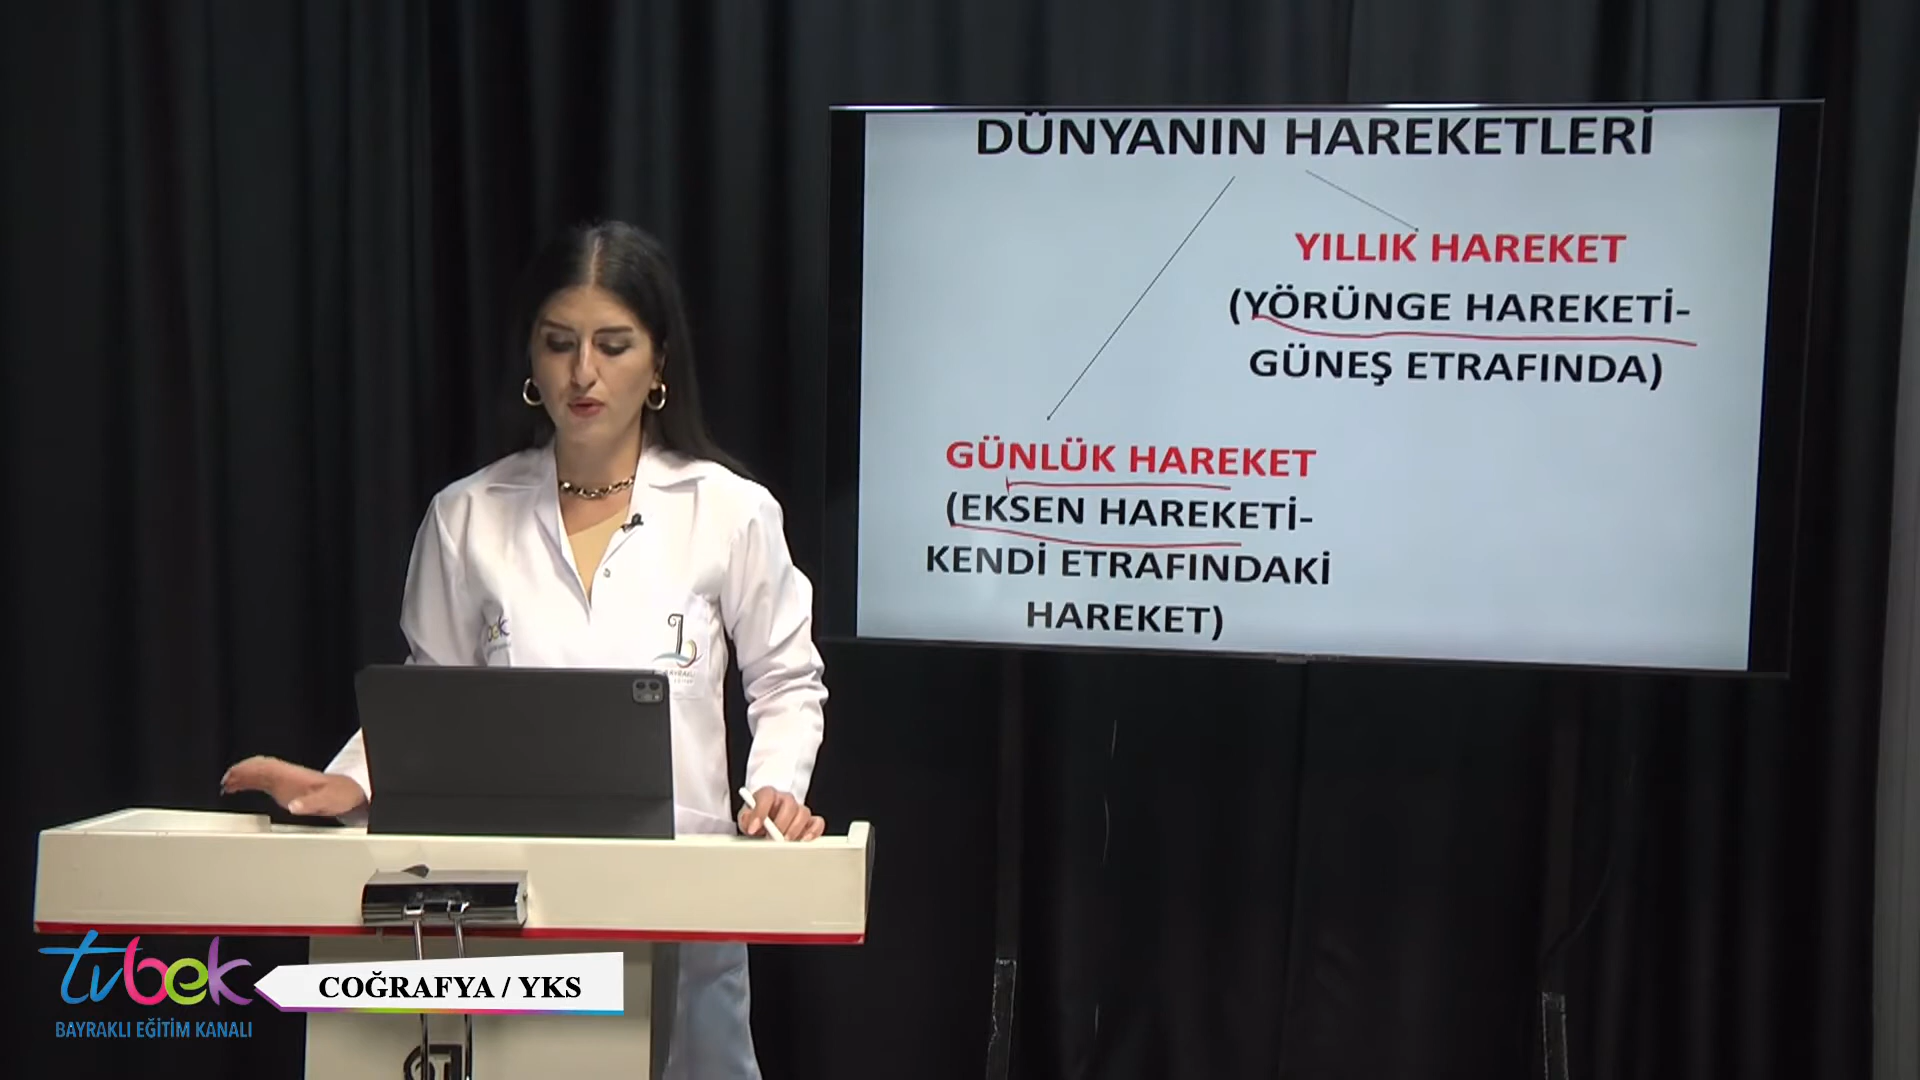 DÜNYANIN HAREKETLERİ
YILLIK HAREKET
(YÖRÜNGE HAREKETİ-
GÜNEŞ ETRAFINDA)
GÜNLÜK HAREKET
(EKSEN HAREKETİ-
KENDİ ETRAFINDAKİ
HAREKET)
bek
tvbek
BAYRAKLI EĞİTİM KANALI
COĞRAFYA / YKS